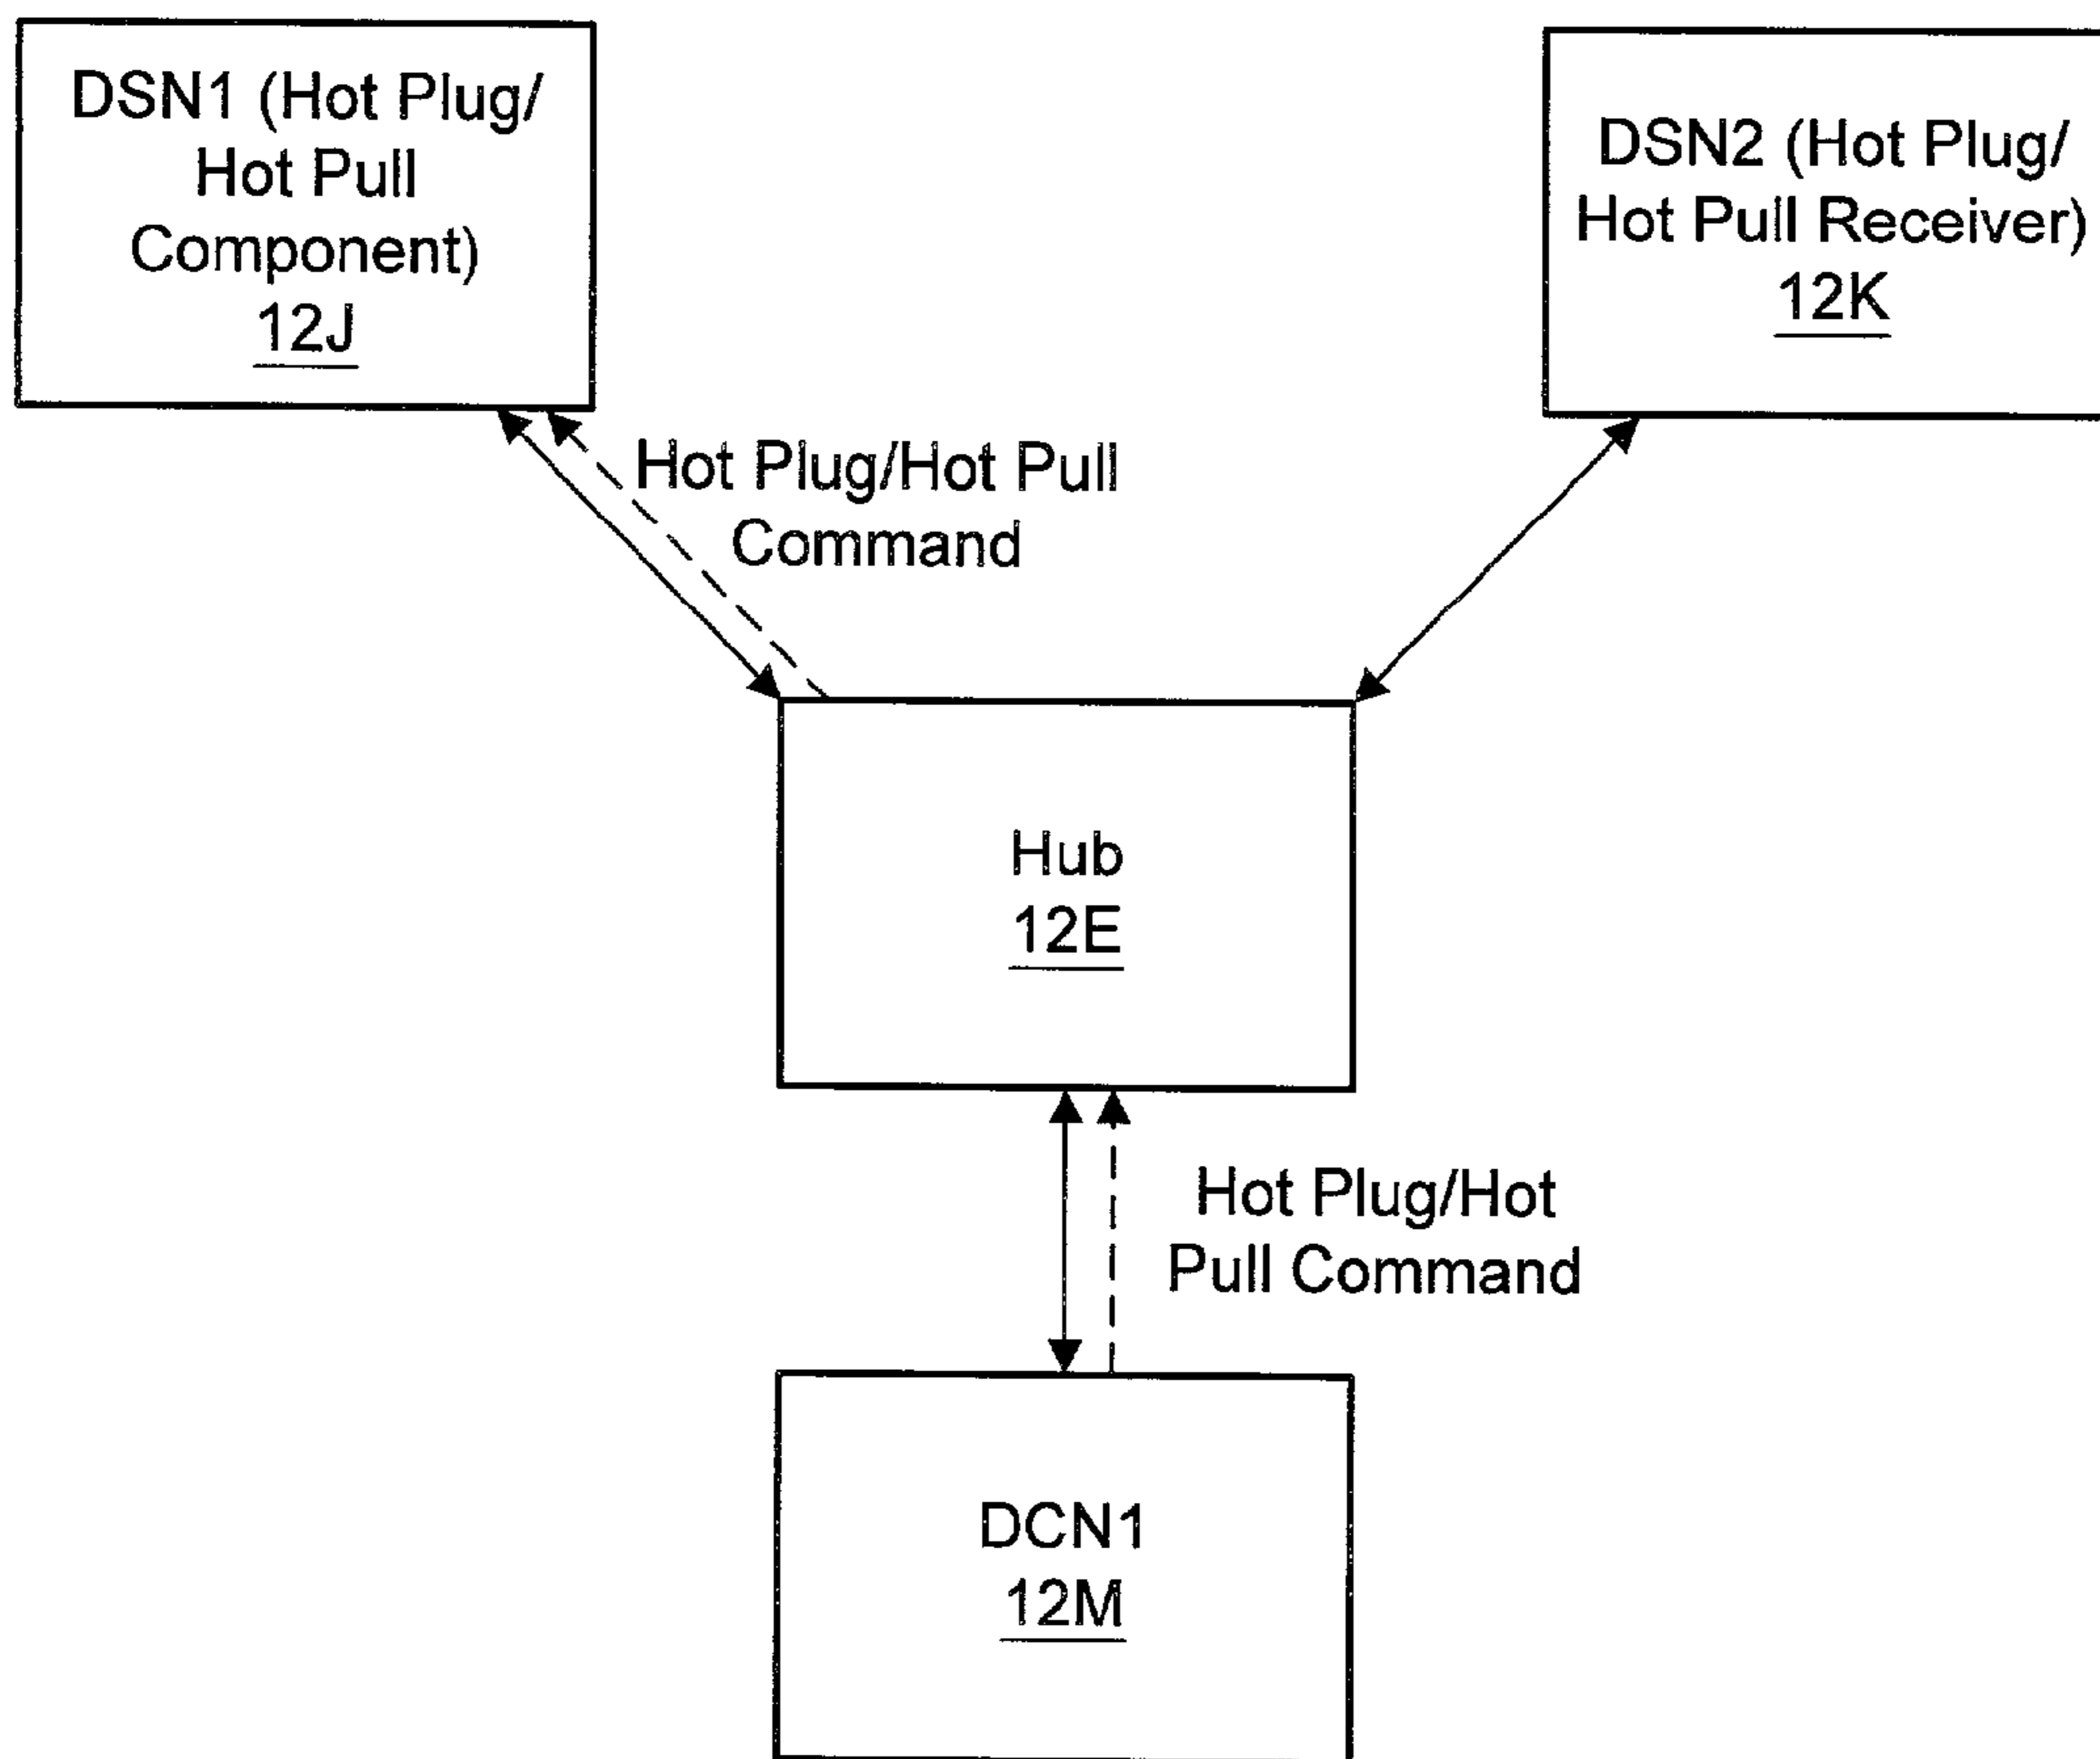 DSN1 (Hot Plug/
Hot Pull
Component)
12J
DSN2 (Hot Plug/
Hot Pull Receiver)
12K
Hot Plug/Hot Pull
Command
Hub
12E
Hot Plug/Hot
Pull Command
DCN1
12M